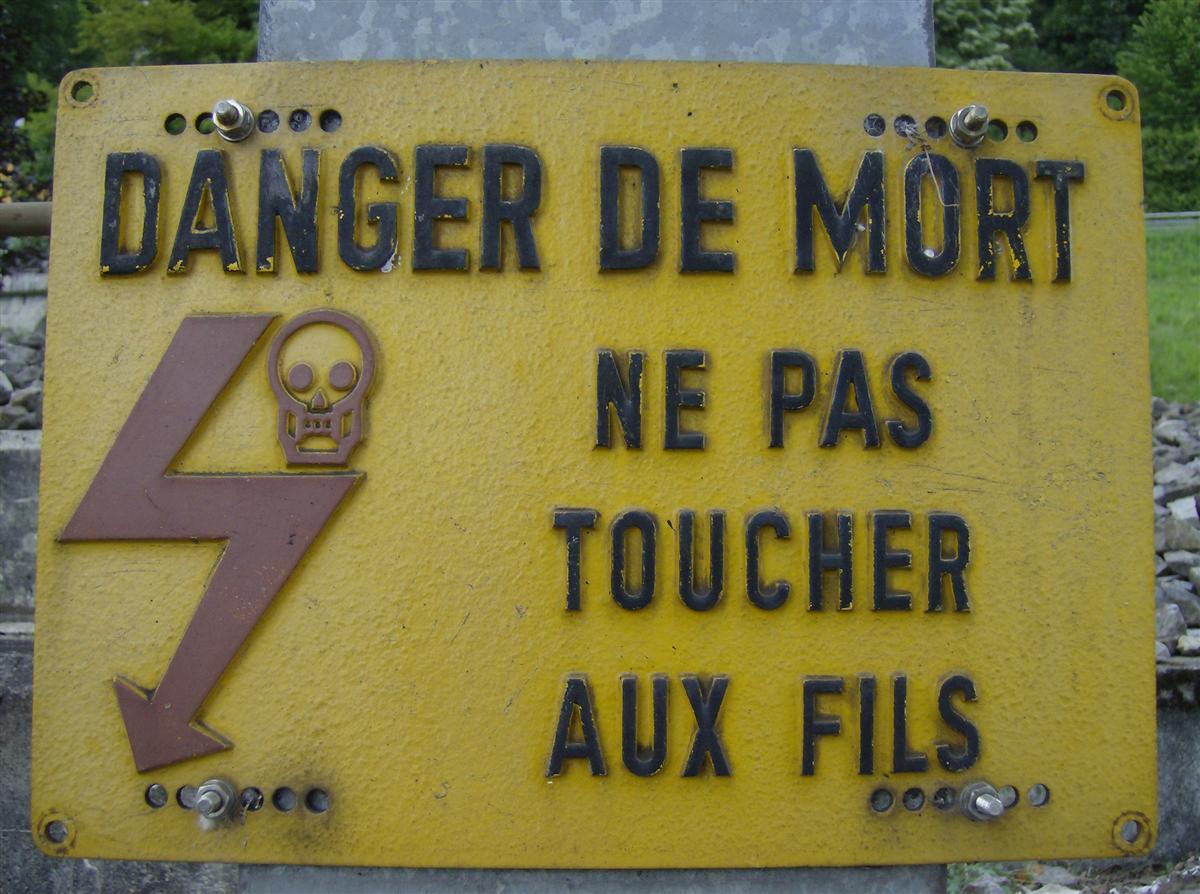 DANGER DE MORT
NE PAS
TOUCHER
AUX FILS